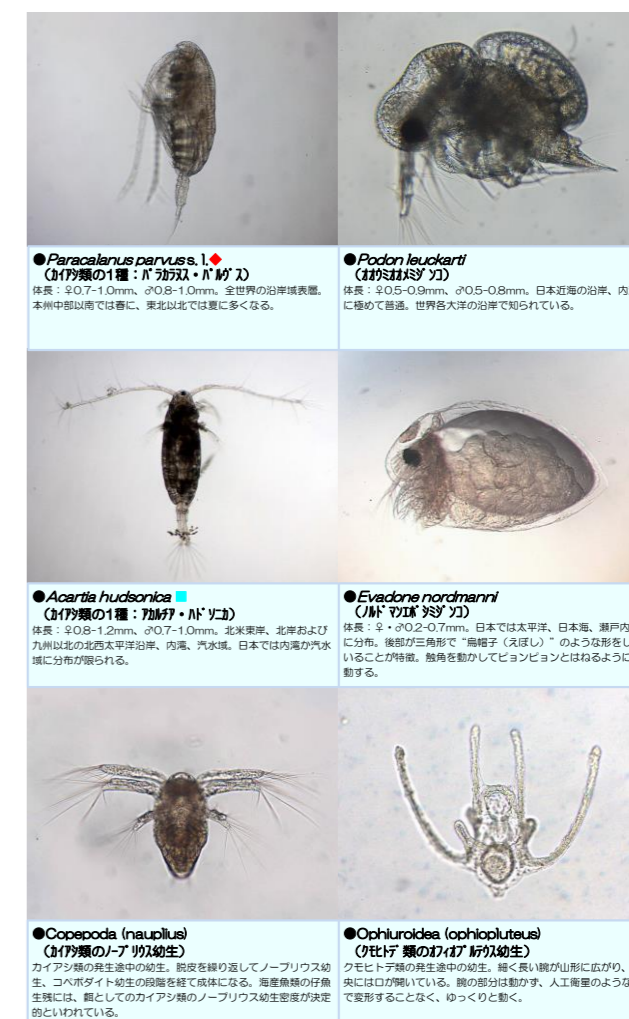 ●Paracalanus parvus s. l.◆
（ｶｲｱｼ類の1種：ﾊﾟﾗｶﾗﾇｽ・ﾊﾟﾙｳﾞｽ）
体長：♀0.7-1.0mm、♂0.8-1.0mm。全世界の沿岸域表層。
本州中部以南では春に、東北以北では夏に多くなる。
●Podon leuckarti
（ｵｵｳﾐｵｵﾒﾐｼﾞﾝｺ）
体長：♀0.5-0.9mm、♂0.5-0.8mm。日本近海の沿岸、内
に極めて普通。世界各大洋の沿岸で知られている。
●Acartia hudsonica ■
（ｶｲｱｼ類の1種：ｱｶﾙﾁｱ・ﾊﾄﾞｿﾆｶ）
体長：♀0.8-1.2mm、♂0.7-1.0mm。北米東岸、北岸および
九州以北の北西太平洋沿岸、内湾、汽水域。日本では内湾か汽水
域に分布が限られる。
●Evadone nordmanni
（ﾉﾙﾄﾞﾏﾝｴﾎﾞｼﾐｼﾞﾝｺ）
体長：♀・♂0.2-0.7mm。日本では太平洋、日本海、瀬戸内
に分布。後部が三角形で“烏帽子（えぼし）”のような形をし
いることが特徴。触角を動かしてピョンピョンとはねるように
動する。
●Copepoda (nauplius)
（ｶｲｱｼ類のﾉｰﾌﾟﾘｳｽ幼生）
カイアシ類の発生途中の幼生。脱皮を繰り返してノープリウス幼
生、コペポダイト幼生の段階を経て成体になる。海産魚類の仔魚
生残には、餌としてのカイアシ類のノープリウス幼生密度が決定
的といわれている。
●Ophiuroidea (ophiopluteus)
（ｸﾓﾋﾄﾃﾞ類のｵﾌｨｵﾌﾟﾙﾃｳｽ幼生）
クモヒトデ類の発生途中の幼生。細く長い腕が山形に広がり、
央には口が開いている。腕の部分は動かず、人工衛星のような
で変形することなく、ゆっくりと動く。